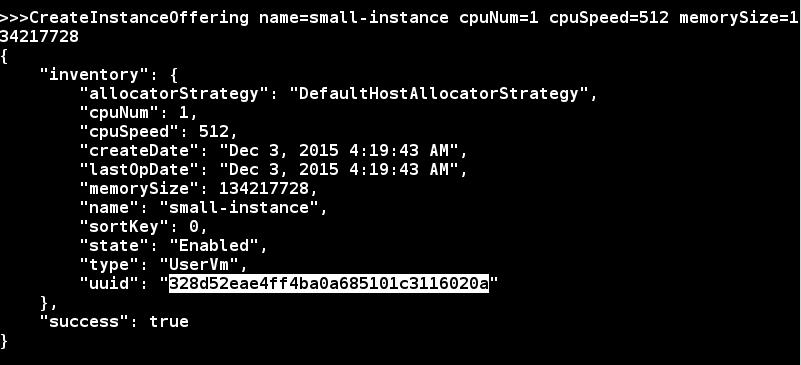 >>>CreateInstanceOffering name=small-instance cpuNum=1 cpuSpeed=512 memorySize=1
34217728
{
    "inventory": {
        "allocatorStrategy": "DefaultHostAllocatorStrategy",
        "cpuNum": 1,
        "cpuSpeed": 512,
        "createDate": "Dec 3, 2015 4:19:43 AM",
        "lastOpDate": "Dec 3, 2015 4:19:43 AM",
        "memorySize": 134217728,
        "name": "small-instance",
        "sortKey": 0,
        "state": "Enabled",
        "type": "UserVm",
        "uuid": "328d52eae4ff4ba0a685101c3116020a"
    },
    "success": true
}